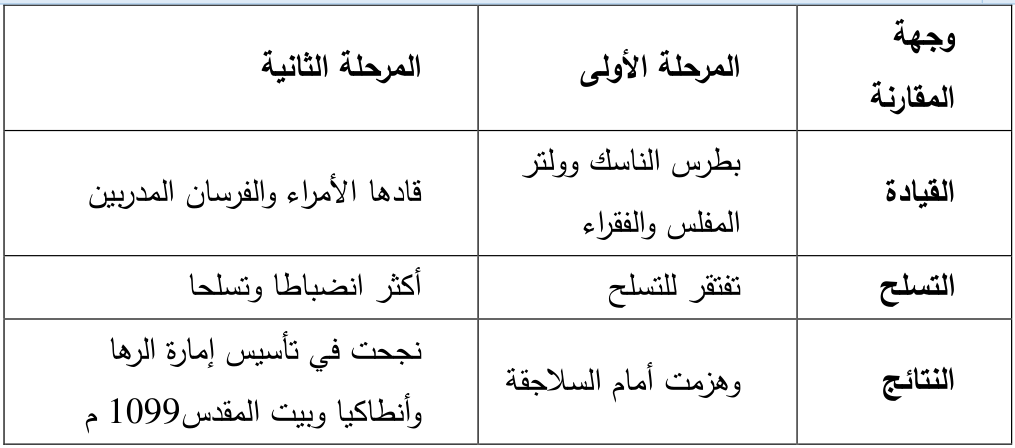 وجهة
المقارنة
المرحلة الأولى
المرحلة الثانية
القيادة
بطرس الناسك وولتر
المفلس والفقراء
قادها الأمراء والفرسان المدربين
التسلح
تفتقر للتسلح
أكثر انضباطا وتسلحا
النتائج
وهزمت أمام السلاجقة
نجحت في تأسيس إمارة الرها
وأنطاكيا وبيت المقدس1099 م